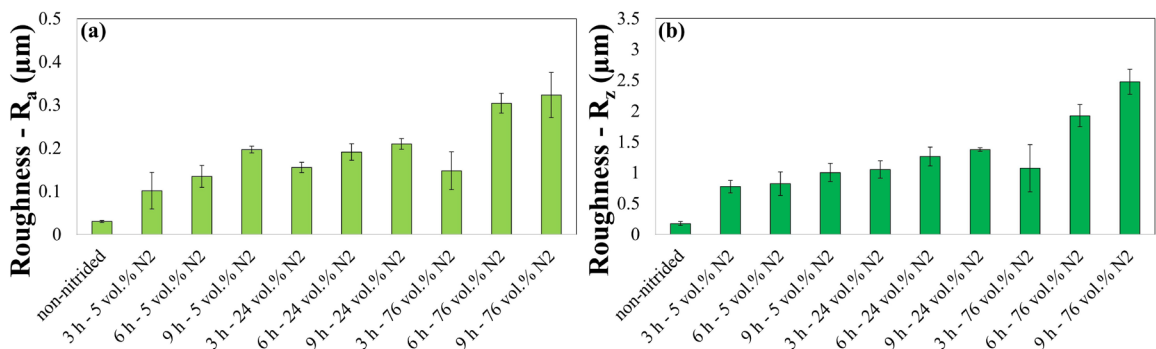 (a)
Roughness - Ra (µm)
0.5
0.4
0.3
0.2
0.1
0
non-nitrided
3 h - 5 vol.% N2
6 h - 5 vol.% N2
9 h - 5 vol.% N2
3 h - 24 vol.% N2
6 h - 24 vol.% N2
9 h - 24 vol.% N2
3 h - 76 vol.% N2
6 h - 76 vol.% N2
9 h - 76 vol.% N2
(b)
Roughness - Rz (µm)
3.5
3
2.5
2
1.5
1
0.5
0
non-nitrided
3 h - 5 vol.% N2
6 h - 5 vol.% N2
9 h - 5 vol.% N2
3 h - 24 vol.% N2
6 h - 24 vol.% N2
9 h - 24 vol.% N2
3 h - 76 vol.% N2
6 h - 76 vol.% N2
9 h - 76 vol.% N2